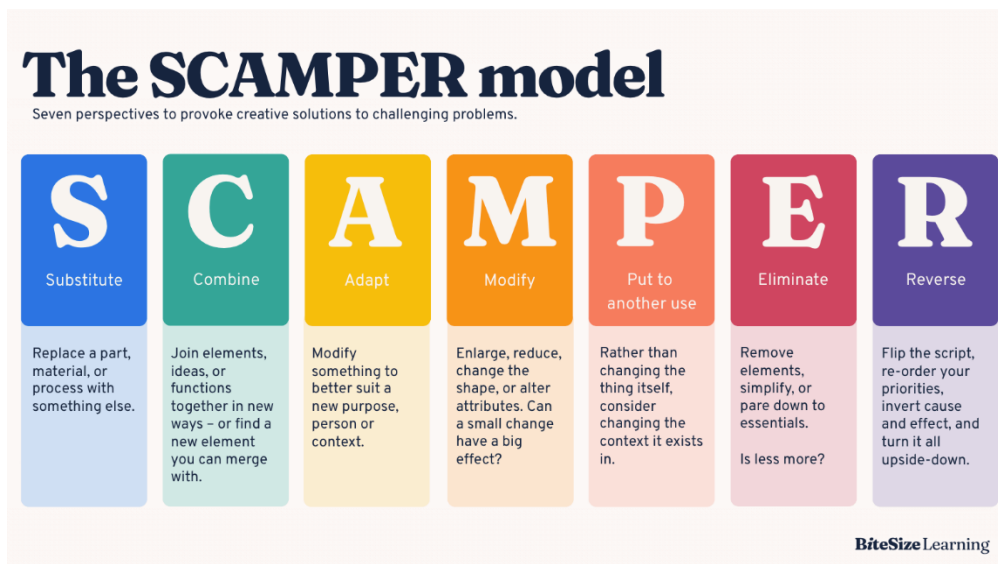 The SCAMPER model
Seven perspectives to provoke creative solutions to challenging problems.
S
Substitute
Replace a part,
material, or
process with
something else.
C
Combine
Join elements,
ideas, or
functions
together in new
ways – or find a
new element
you can merge
with.
A
Adapt
Modify
something to
better suit a
new purpose,
person or
context.
M
Modify
Enlarge, reduce,
change the
shape, or alter
attributes. Can
a small change
have a big
effect?
P
Put to
another use
Rather than
changing the
thing itself,
consider
changing the
context it exists
in.
E
Eliminate
Remove
elements,
simplify, or
pare down to
essentials.
Is less more?
R
Reverse
Flip the script,
re-order your
priorities,
invert cause
and effect, and
turn it all
upside-down.
BiteSize Learning